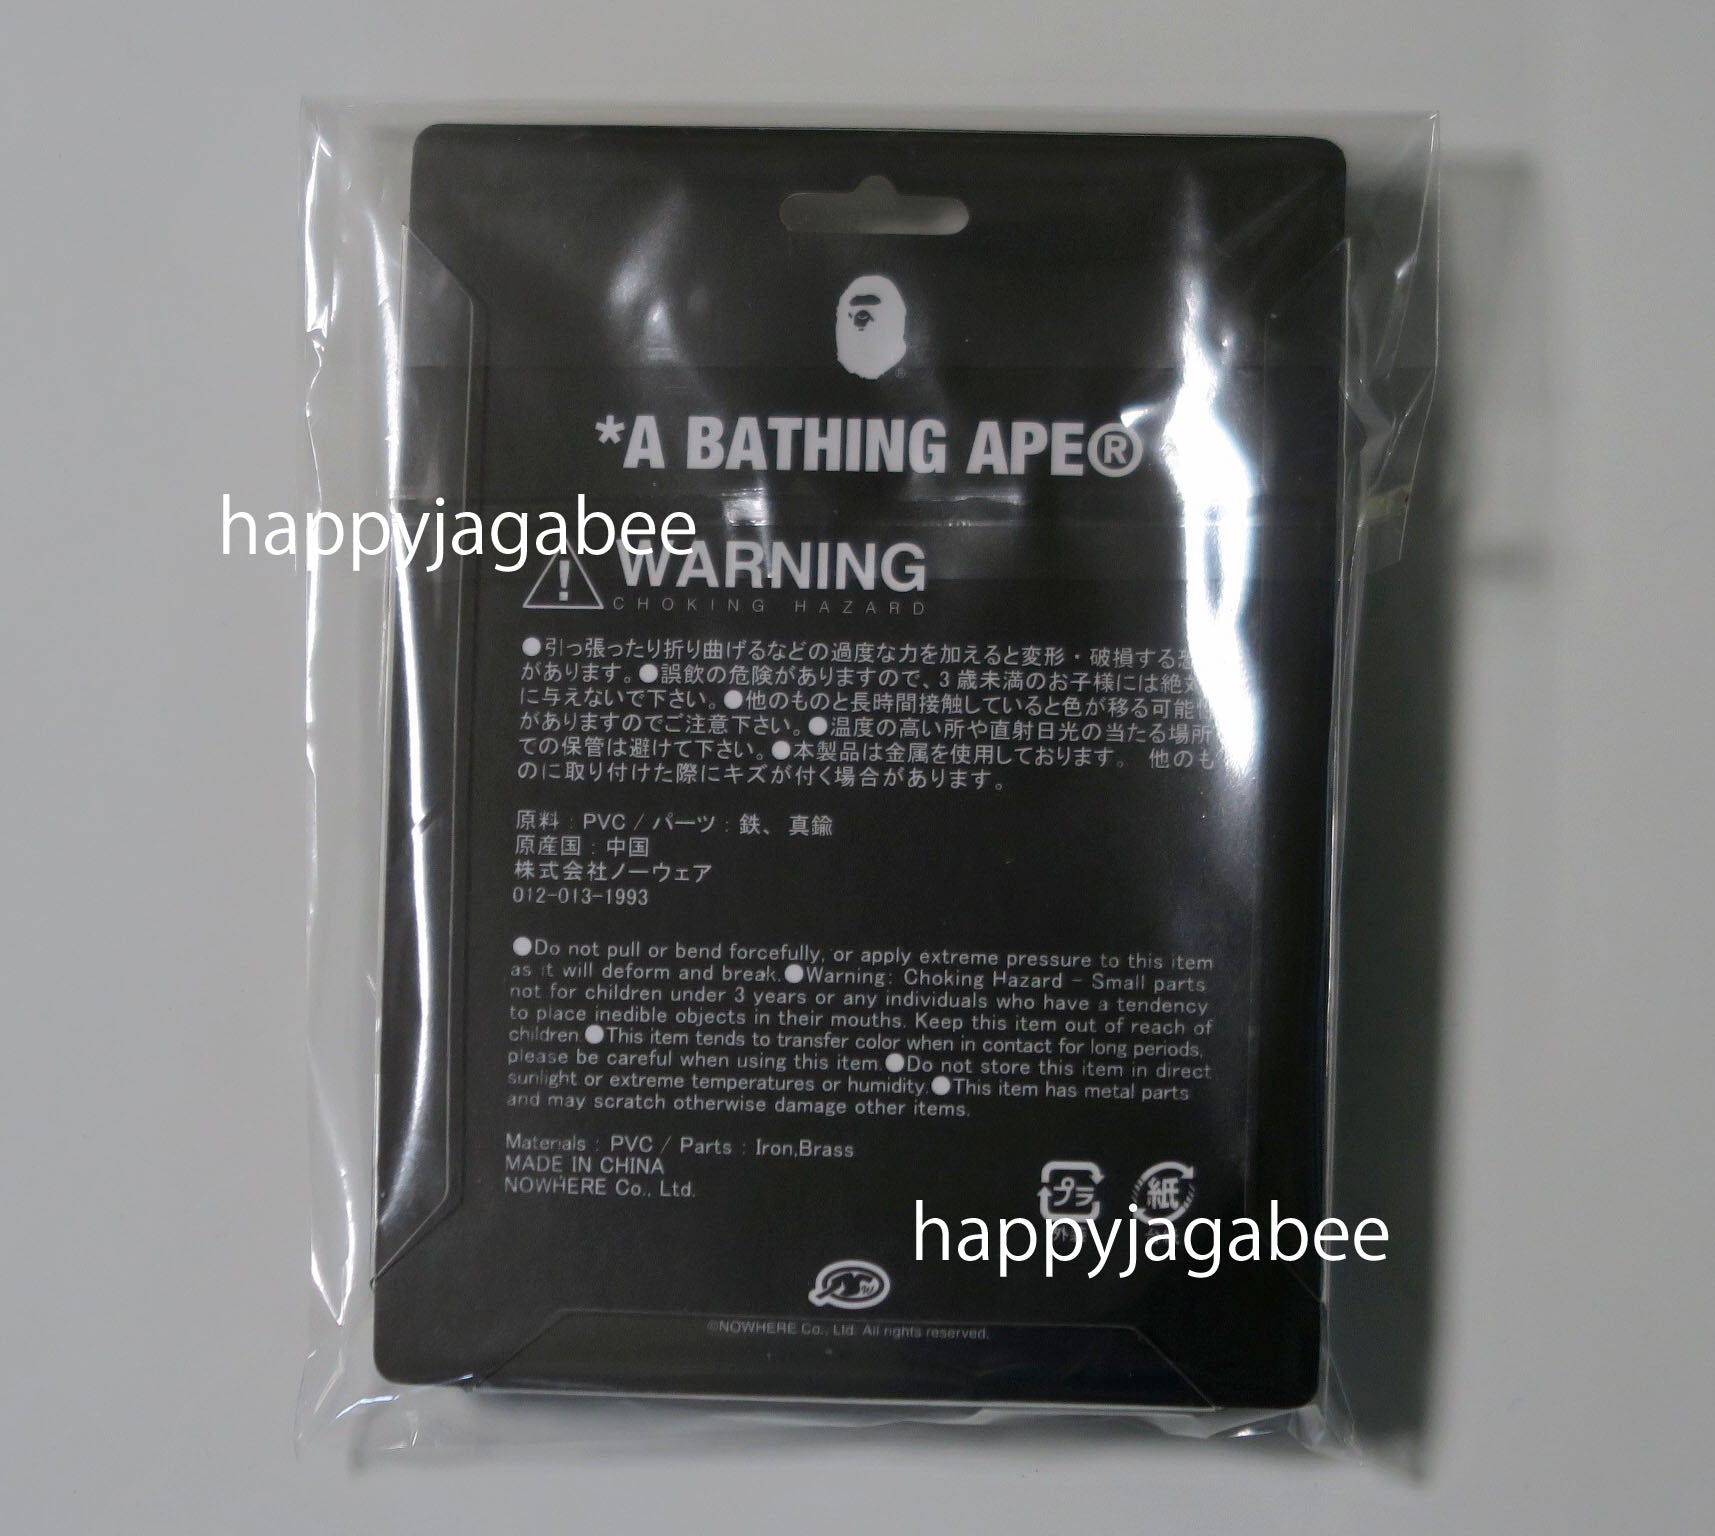 ®
*A BATHING APE®
happyjagabee
WARNING
CHOKING HAZARD
●引っ張ったり折り曲げるなどの過度な力を加えると変形・破損する恐
があります。●誤飲の危険がありますので、3歳未満のお子様には絶対
に与えないで下さい。●他のものと長時間接触していると色が移る可能性
がありますのでご注意下さい。●温度の高い所や直射日光の当たる場所
での保管は避けて下さい。●本製品は金属を使用しております。 他のも
のに取り付けた際にキズが付く場合があります。
原料 : PVC / パーツ : 鉄、真鍮
原産国 : 中国
株式会社ノーウェア
012-013-1993
●Do not pull or bend forcefully, or apply extreme pressure to this item
as it will deform and break.●Warning: Choking Hazard - Small parts
not for children under 3 years or any individuals who have a tendency
to place inedible objects in their mouths. Keep this item out of reach of
children.●This item tends to transfer color when in contact for long periods,
please be careful when using this item.●Do not store this item in direct
sunlight or extreme temperatures or humidity.●This item has metal parts
and may scratch otherwise damage other items.
Materials : PVC / Parts : Iron,Brass
MADE IN CHINA
NOWHERE Co., Ltd.
プラ 紙
happyjagabee
©NOWHERE Co., Ltd. All rights reserved.